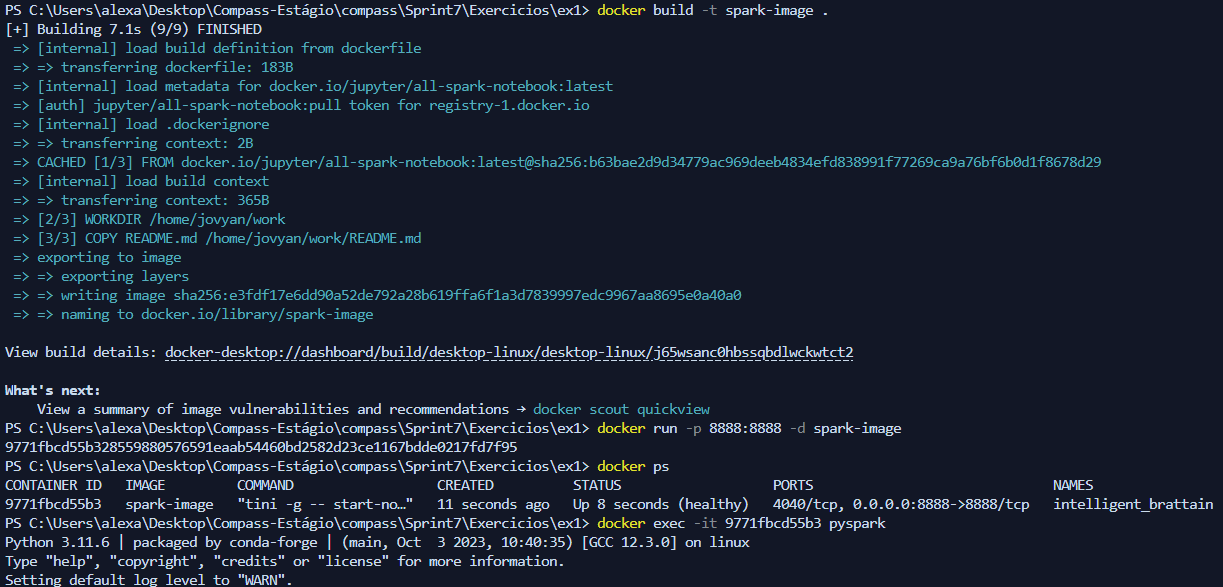 PS C:\Users\alexa\Desktop\Compass-Estágio\compass\Sprint7\Exercicios\ex1> docker build -t spark-image .
[+] Building 7.1s (9/9) FINISHED
=> [internal] load build definition from dockerfile
=> => transferring dockerfile: 183B
=> [internal] load metadata for docker.io/jupyter/all-spark-notebook:latest
=> [auth] jupyter/all-spark-notebook:pull token for registry-1.docker.io
=> [internal] load .dockerignore
=> => transferring context: 2B
=> CACHED [1/3] FROM docker.io/jupyter/all-spark-notebook:latest@sha256:b63bae2d9d34779ac969deeb4834efd838991f77269ca9a76bf6b0d1f8678d29
=> [internal] load build context
=> => transferring context: 365B
=> [2/3] WORKDIR /home/jovyan/work
=> [3/3] COPY README.md /home/jovyan/work/README.md
=> exporting to image
=> => exporting layers
=> => writing image sha256:e3fdf17e6dd90a52de792a28b619ffa6f1a3d7839997edc9967aa8695e0a40a0
=> => naming to docker.io/library/spark-image
View build details: docker-desktop://dashboard/build/desktop-linux/desktop-linux/j65wsanc0hbssqbdlwckwtct2
What's next:
View a summary of image vulnerabilities and recommendations → docker scout quickview
PS C:\Users\alexa\Desktop\Compass-Estágio\compass\Sprint7\Exercicios\ex1> docker run -p 8888:8888 -d spark-image
9771fbcd55b328559880576591eaab54460bd2582d23ce1167bdde0217fd7f95
PS C:\Users\alexa\Desktop\Compass-Estágio\compass\Sprint7\Exercicios\ex1> docker ps
CONTAINER ID IMAGE COMMAND CREATED STATUS PORTS NAMES
9771fbcd55b3 spark-image "tini -g -- start-no…" 11 seconds ago Up 8 seconds (healthy) 4040/tcp, 0.0.0.0:8888->8888/tcp intelligent_brattain
PS C:\Users\alexa\Desktop\Compass-Estágio\compass\Sprint7\Exercicios\ex1> docker exec -it 9771fbcd55b3 pyspark
Python 3.11.6 | packaged by conda-forge | (main, Oct 3 2023, 10:40:35) [GCC 12.3.0] on linux
Type "help", "copyright", "credits" or "license" for more information.
Setting default log level to "WARN".